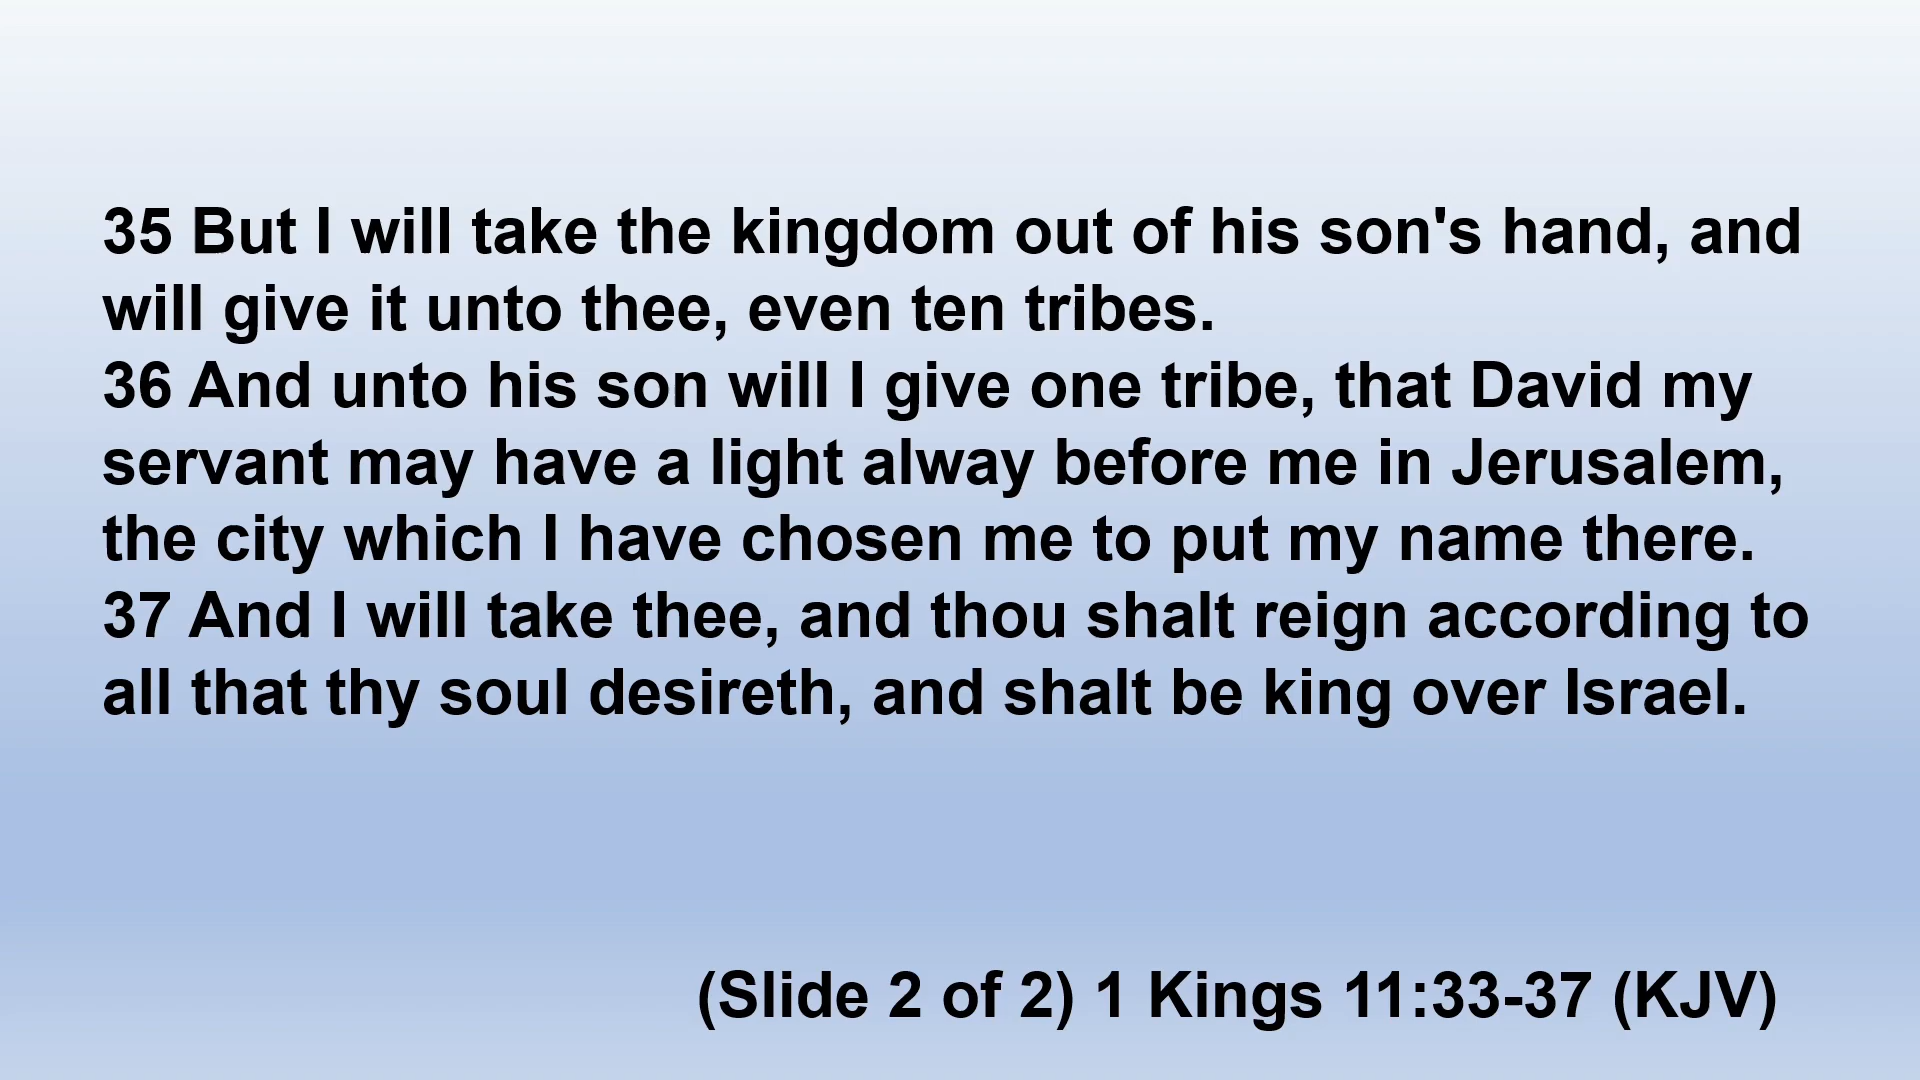 35 But I will take the kingdom out of his son's hand, and
will give it unto thee, even ten tribes.
36 And unto his son will I give one tribe, that David my
servant may have a light alway before me in Jerusalem,
the city which I have chosen me to put my name there.
37 And I will take thee, and thou shalt reign according to
all that thy soul desireth, and shalt be king over Israel.
(Slide 2 of 2) 1 Kings 11:33-37 (KJV)